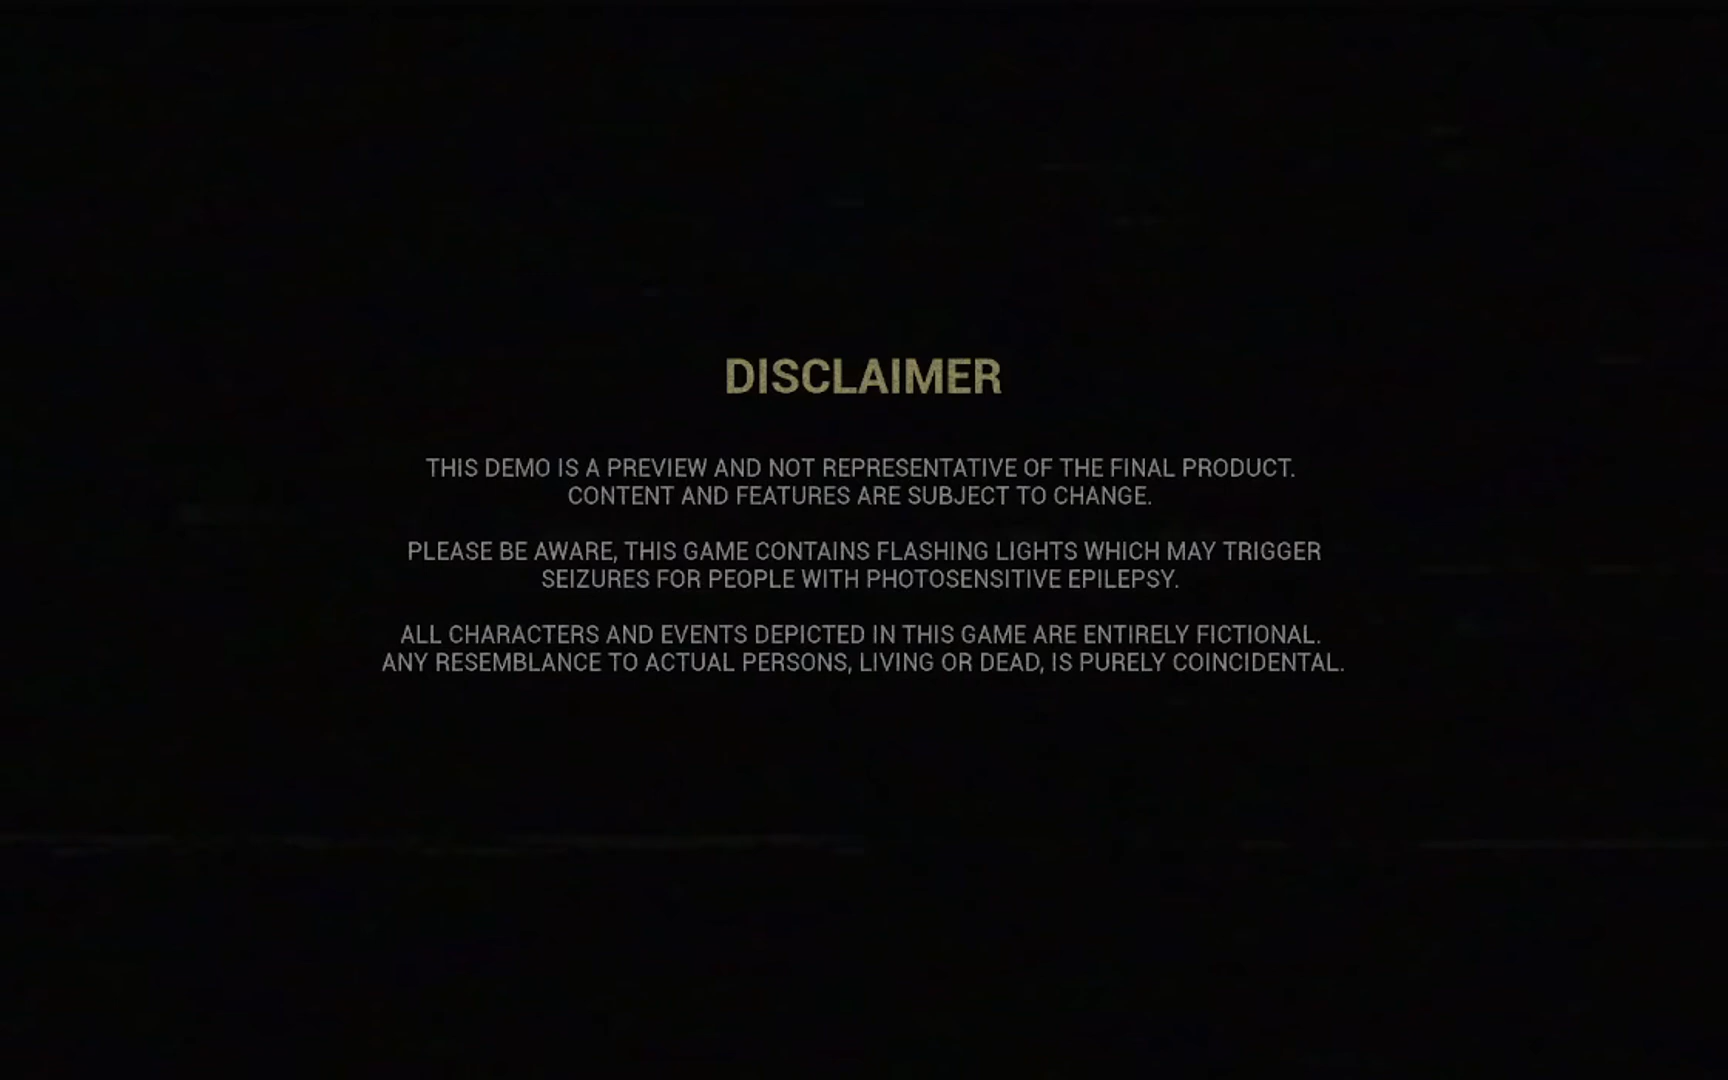 DISCLAIMER
THIS DEMO IS A PREVIEW AND NOT REPRESENTATIVE OF THE FINAL PRODUCT.
CONTENT AND FEATURES ARE SUBJECT TO CHANGE.
PLEASE BE AWARE, THIS GAME CONTAINS FLASHING LIGHTS WHICH MAY TRIGGER
SEIZURES FOR PEOPLE WITH PHOTOSENSITIVE EPILEPSY.
ALL CHARACTERS AND EVENTS DEPICTED IN THIS GAME ARE ENTIRELY FICTIONAL.
ANY RESEMBLANCE TO ACTUAL PERSONS, LIVING OR DEAD, IS PURELY COINCIDENTAL.